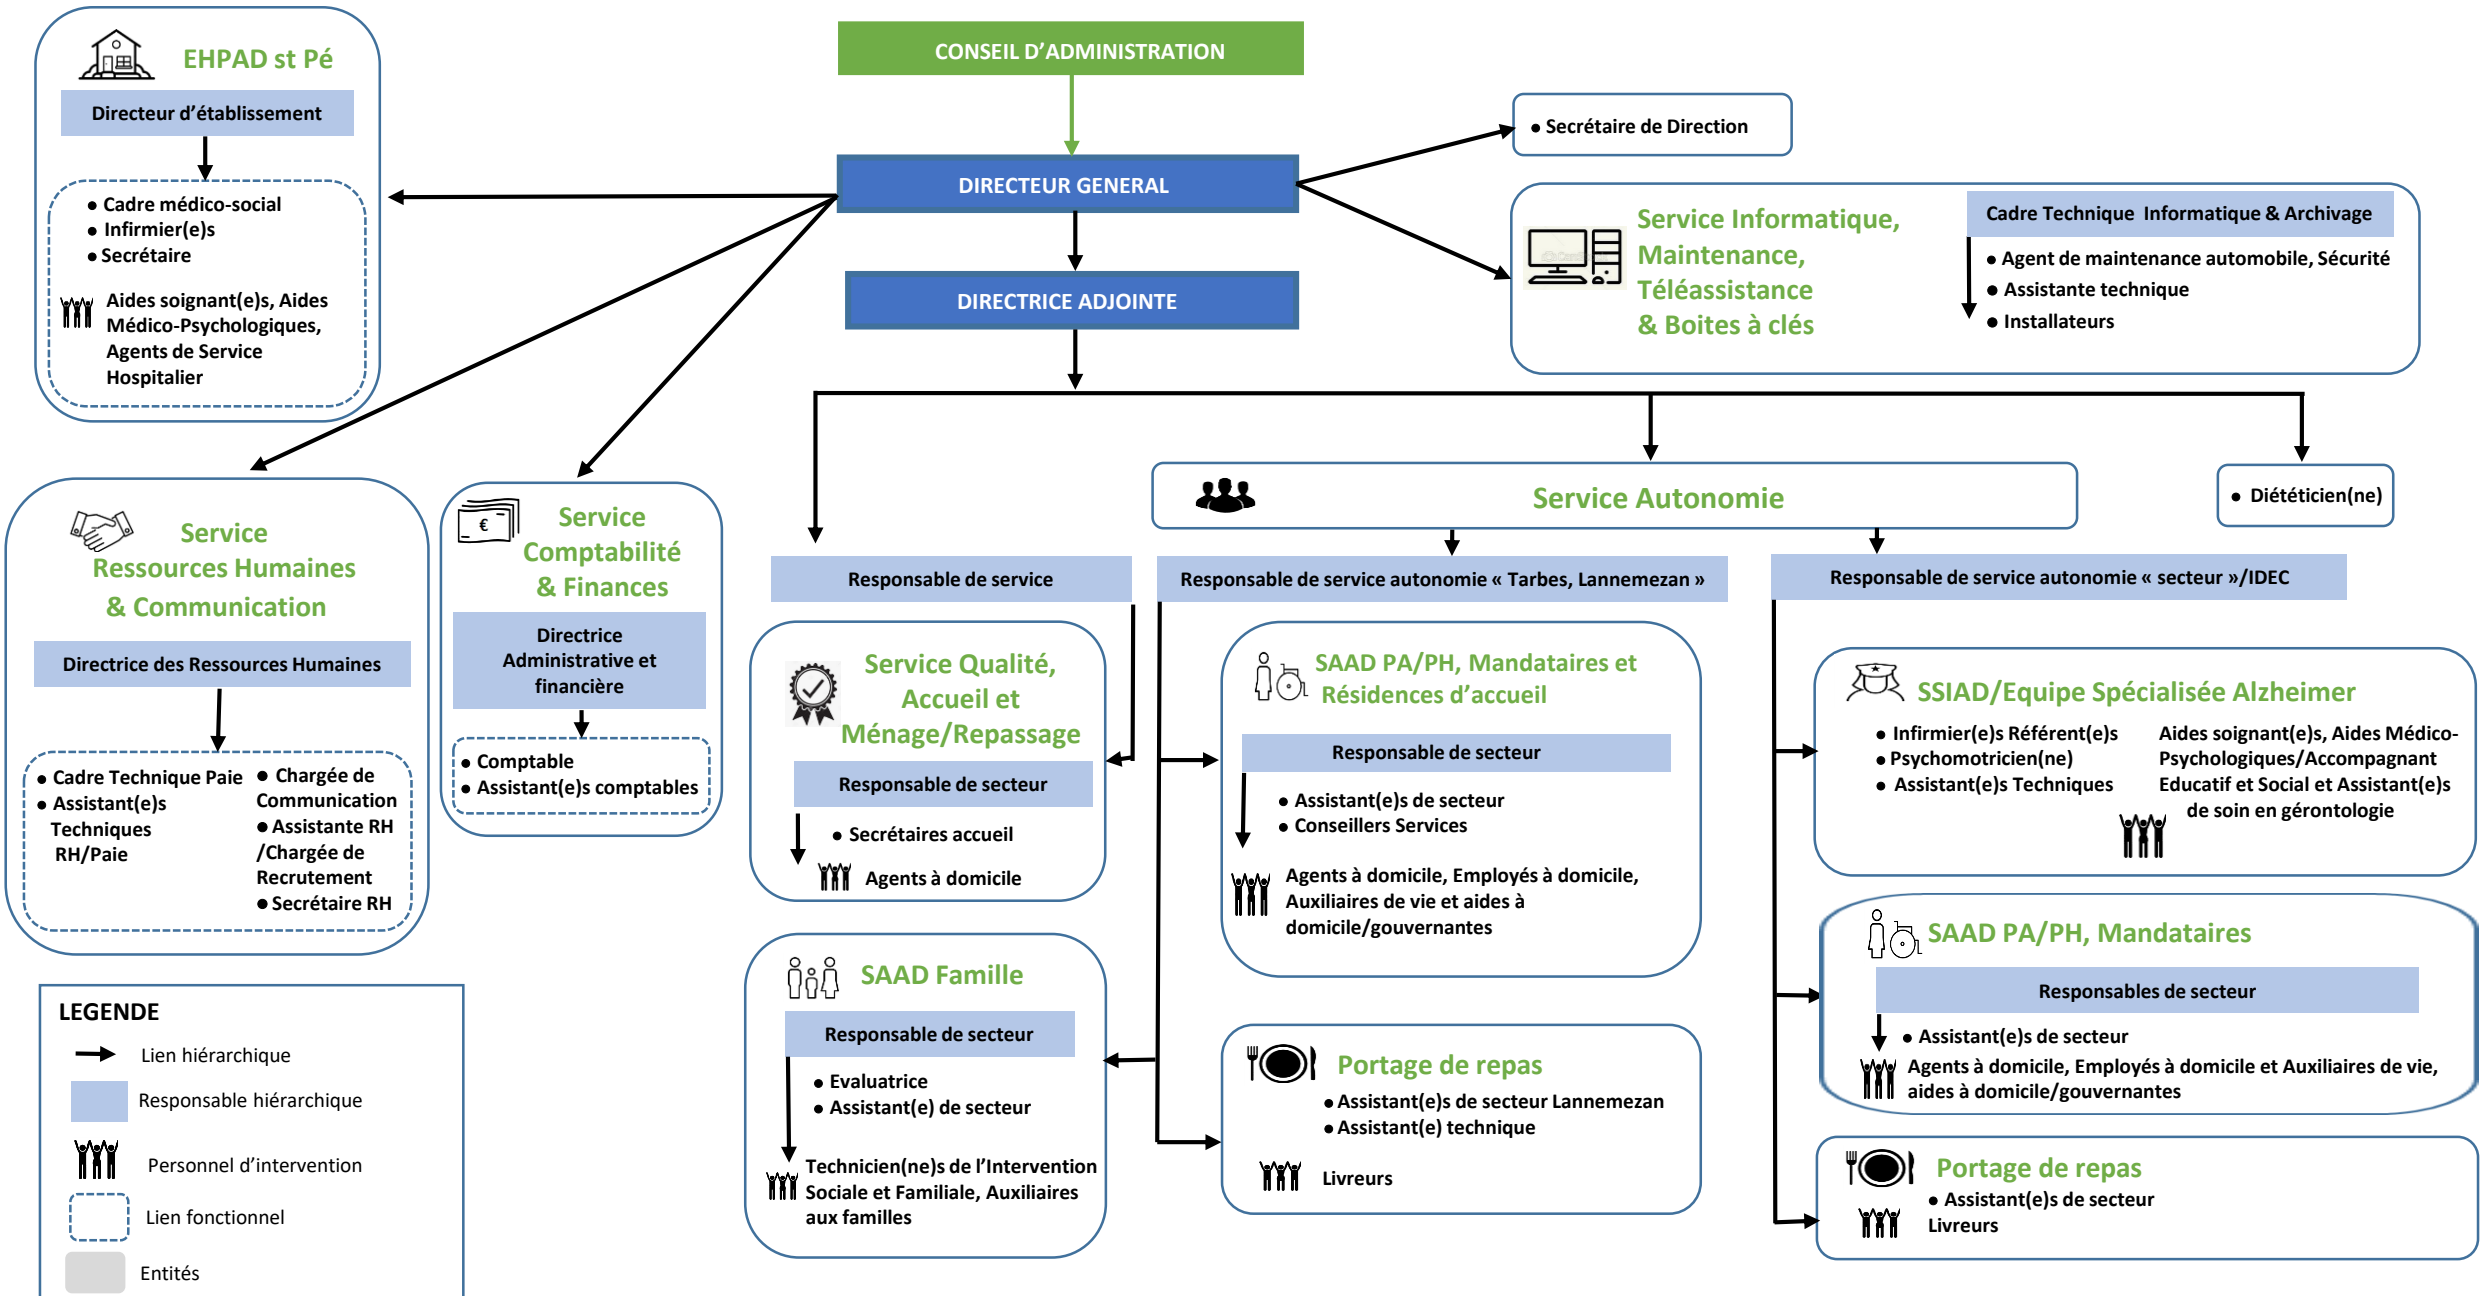 EHPAD st Pé
Directeur d’établissement
● Cadre médico-social
● Infirmier(e)s
● Secrétaire
Aides soignant(e)s, Aides
Médico-Psychologiques,
Agents de Service
Hospitalier
CONSEIL D’ADMINISTRATION
DIRECTEUR GENERAL
DIRECTRICE ADJOINTE
● Secrétaire de Direction
Service Informatique,
Maintenance,
Téléassistance
& Boites à clés
Cadre Technique Informatique & Archivage
● Agent de maintenance automobile, Sécurité
● Assistante technique
● Installateurs
Service
Ressources Humaines
& Communication
Directrice des Ressources Humaines
● Cadre Technique Paie
● Assistant(e)s
Techniques
RH/Paie
● Chargée de
Communication
● Assistante RH
/Chargée de
Recrutement
● Secrétaire RH
€
Service
Comptabilité
& Finances
Directrice
Administrative et
financière
● Comptable
● Assistant(e)s comptables
Service Autonomie
● Diététicien(ne)
Responsable de service
Service Qualité,
Accueil et
Ménage/Repassage
Responsable de secteur
● Secrétaires accueil
Agents à domicile
SAAD Famille
Responsable de secteur
● Evaluatrice
● Assistant(e) de secteur
Technicien(ne)s de l’Intervention
Sociale et Familiale, Auxiliaires
aux familles
Responsable de service autonomie « Tarbes, Lannemezan »
SAAD PA/PH, Mandataires et
Résidences d’accueil
Responsable de secteur
● Assistant(e)s de secteur
● Conseillers Services
Agents à domicile, Employés à domicile,
Auxiliaires de vie et aides à
domicile/gouvernantes
Portage de repas
● Assistant(e)s de secteur Lannemezan
● Assistant(e) technique
Livreurs
Responsable de service autonomie « secteur »/IDEC
SSIAD/Equipe Spécialisée Alzheimer
● Infirmier(e)s Référent(e)s
● Psychomotricien(ne)
● Assistant(e)s Techniques
Aides soignant(e)s, Aides Médico-
Psychologiques/Accompagnant
Educatif et Social et Assistant(e)s
de soin en gérontologie
SAAD PA/PH, Mandataires
Responsables de secteur
● Assistant(e)s de secteur
Agents à domicile, Employés à domicile et Auxiliaires de vie,
aides à domicile/gouvernantes
Portage de repas
● Assistant(e)s de secteur
Livreurs
LEGENDE
Lien hiérarchique
Responsable hiérarchique
Personnel d’intervention
Lien fonctionnel
Entités